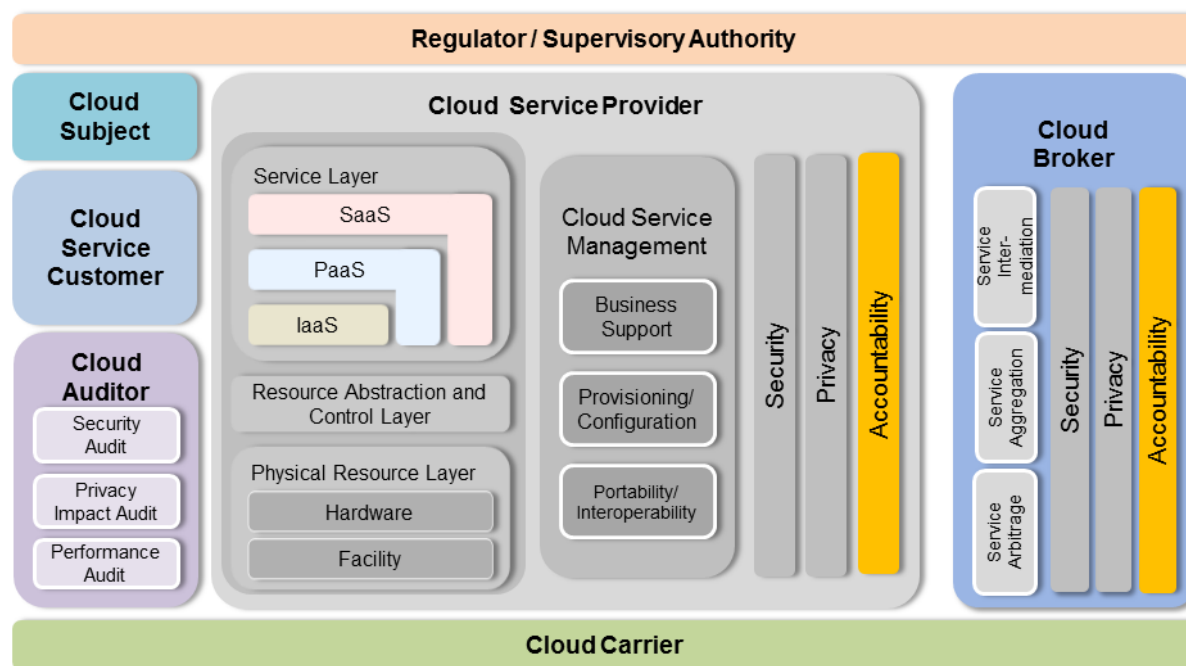 Regulator / Supervisory Authority
Cloud
Subject
Cloud
Service
Customer
Cloud
Auditor
Security
Audit
Privacy
Impact Audit
Performance
Audit
Cloud Service Provider
Service Layer
SaaS
PaaS
IaaS
Resource Abstraction and
Control Layer
Physical Resource Layer
Hardware
Facility
Cloud Service
Management
Business
Support
Provisioning/
Configuration
Portability/
Interoperability
Security
Privacy
Accountability
Cloud
Broker
Service
Inter-
mediation
Service
Aggregation
Service
Arbitrage
Security
Privacy
Accountability
Cloud Carrier